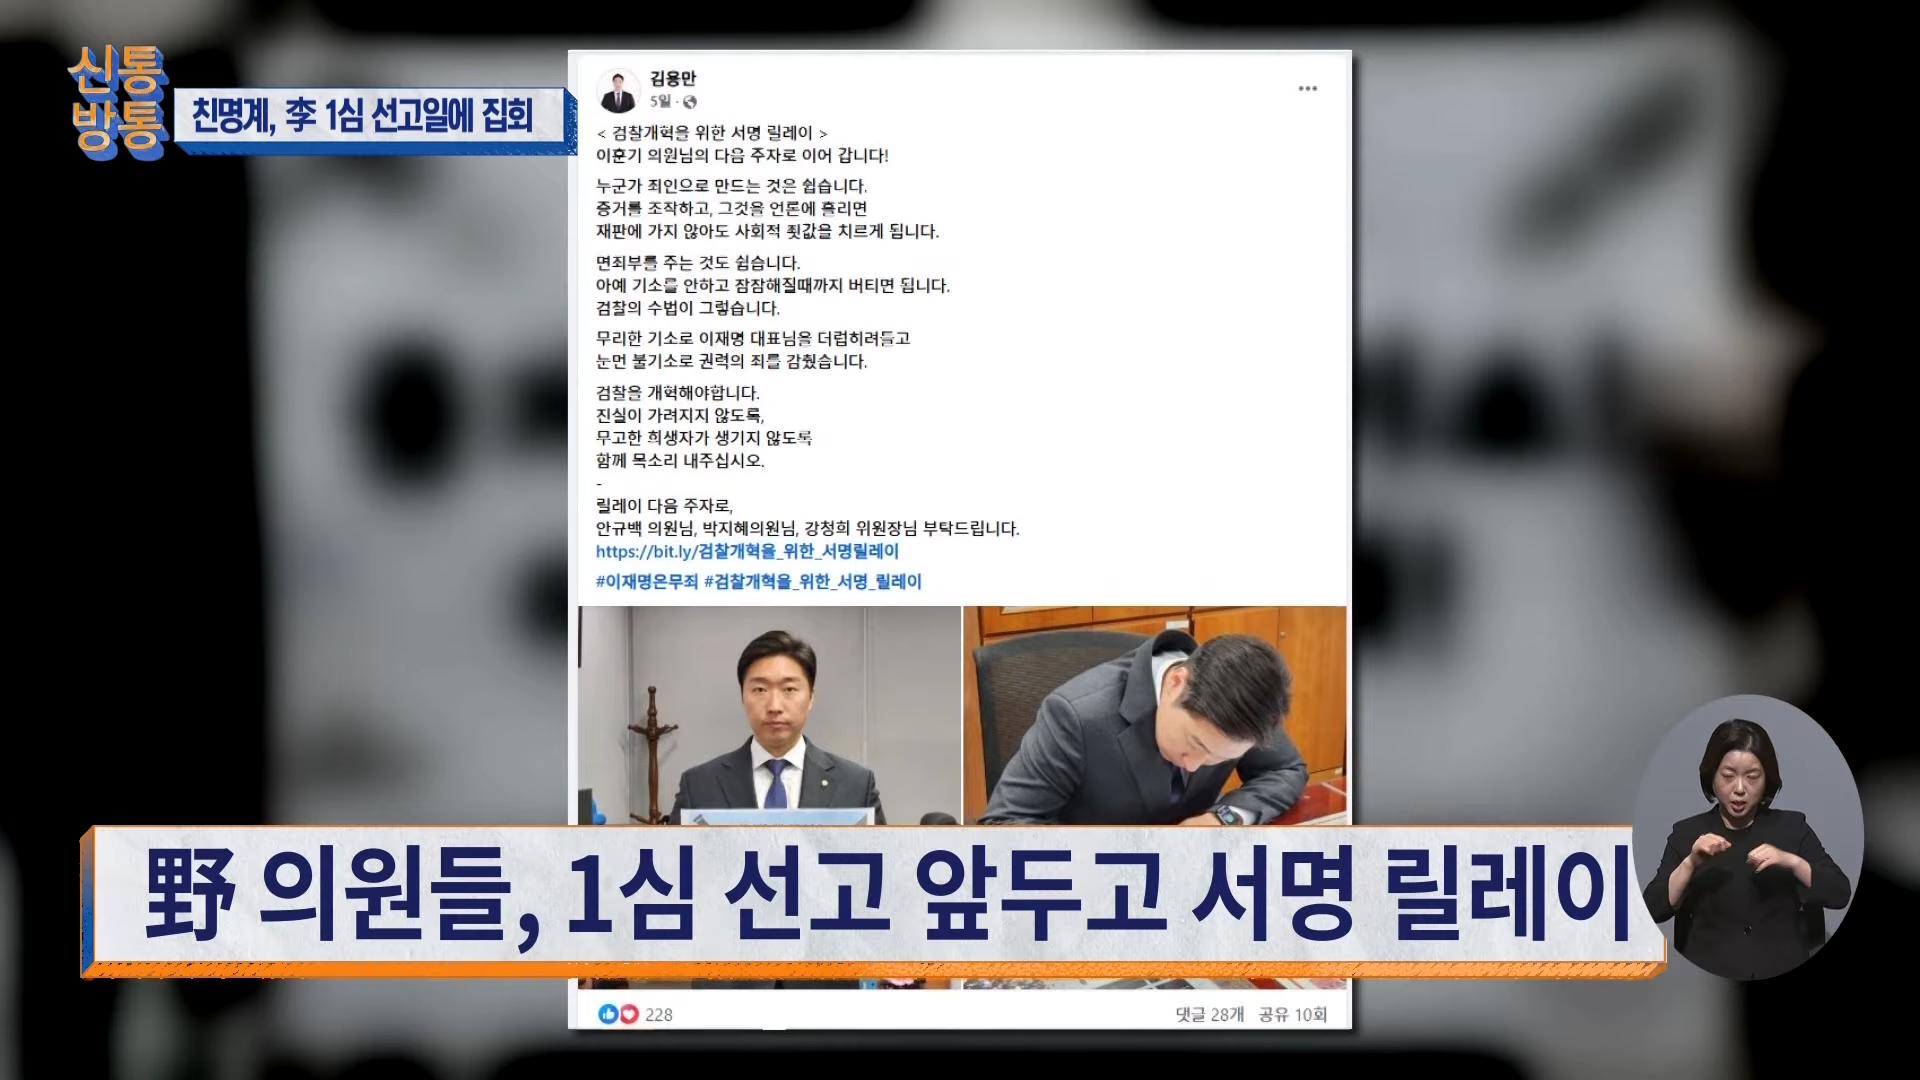 신통
방통
친명계, 李 1심 선고일에 집회
김용만
5일 ·
< 검찰개혁을 위한 서명 릴레이 >
이훈기 의원님의 다음 주자로 이어 갑니다!
누군가 죄인으로 만드는 것은 쉽습니다.
증거를 조작하고, 그것을 언론에 흘리면
재판에 가지 않아도 사회적 죗값을 치르게 됩니다.
면죄부를 주는 것도 쉽습니다.
아예 기소를 안하고 잠잠해질때까지 버티면 됩니다.
검찰의 수법이 그렇습니다.
무리한 기소로 이재명 대표님을 더럽히려들고
눈먼 불기소로 권력의 죄를 감췄습니다.
검찰을 개혁해야합니다.
진실이 가려지지 않도록,
무고한 희생자가 생기지 않도록
함께 목소리 내주십시오.
-
릴레이 다음 주자로,
안규백 의원님, 박지혜의원님, 강청희 위원장님 부탁드립니다.
https://bit.ly/검찰개혁을_위한_서명릴레이
#이재명은무죄 #검찰개혁을_위한_서명_릴레이
野 의원들, 1심 선고 앞두고 서명 릴레이
228
댓글 28개 공유 10회